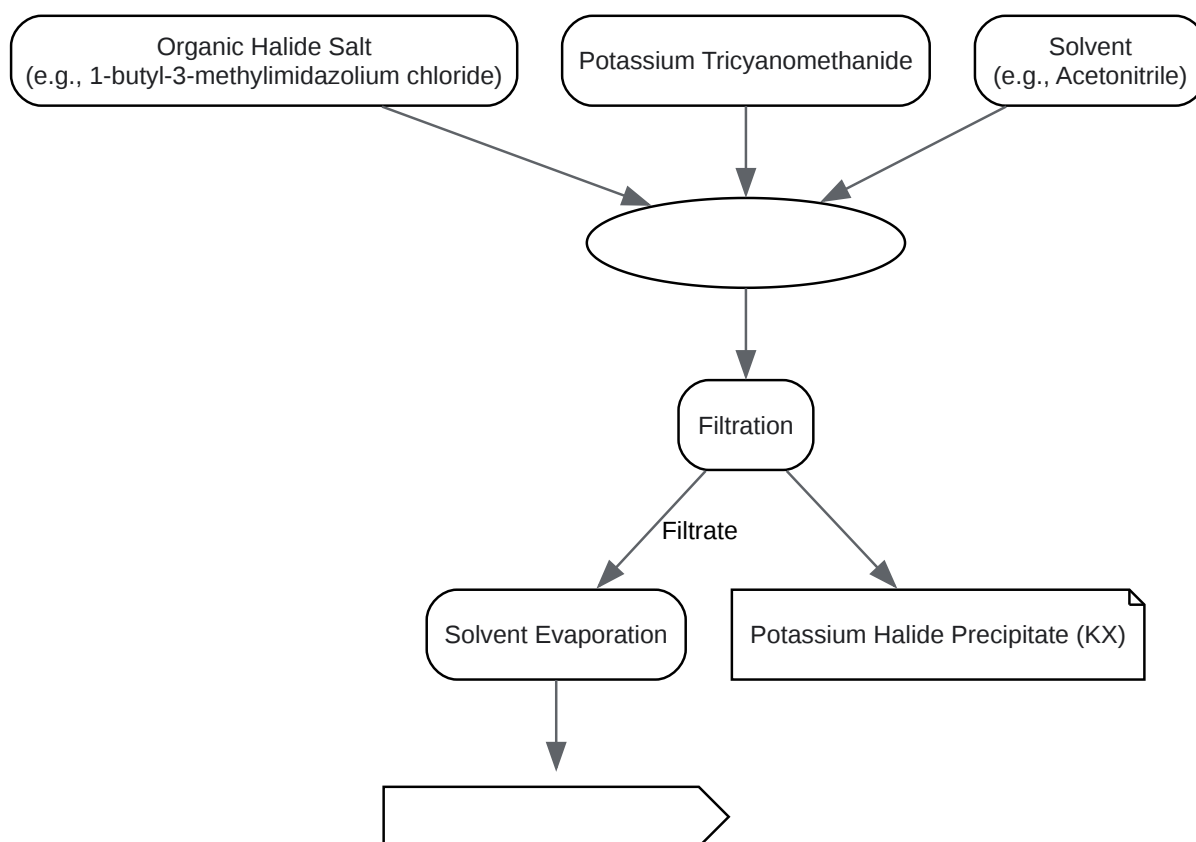 Organic Halide Salt
(e.g., 1-butyl-3-methylimidazolium chloride)
Potassium Tricyanomethanide
Solvent
(e.g., Acetonitrile)
Filtration
Filtrate
Solvent Evaporation
Potassium Halide Precipitate (KX)